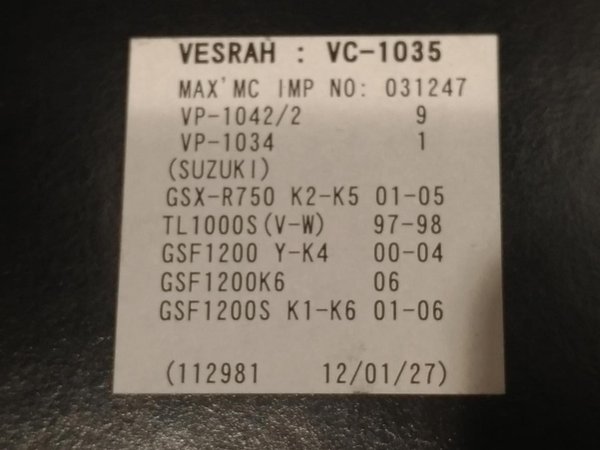 VESRAH : VC-1035
MAX'MC IMP NO: 031247
VP-1042/2 9
VP-1034 1
(SUZUKI)
GSX-R750 K2-K5 01-05
TL1000S(V-W) 97-98
GSF1200 Y-K4 00-04
GSF1200K6 06
GSF1200S K1-K6 01-06
(112981 12/01/27)